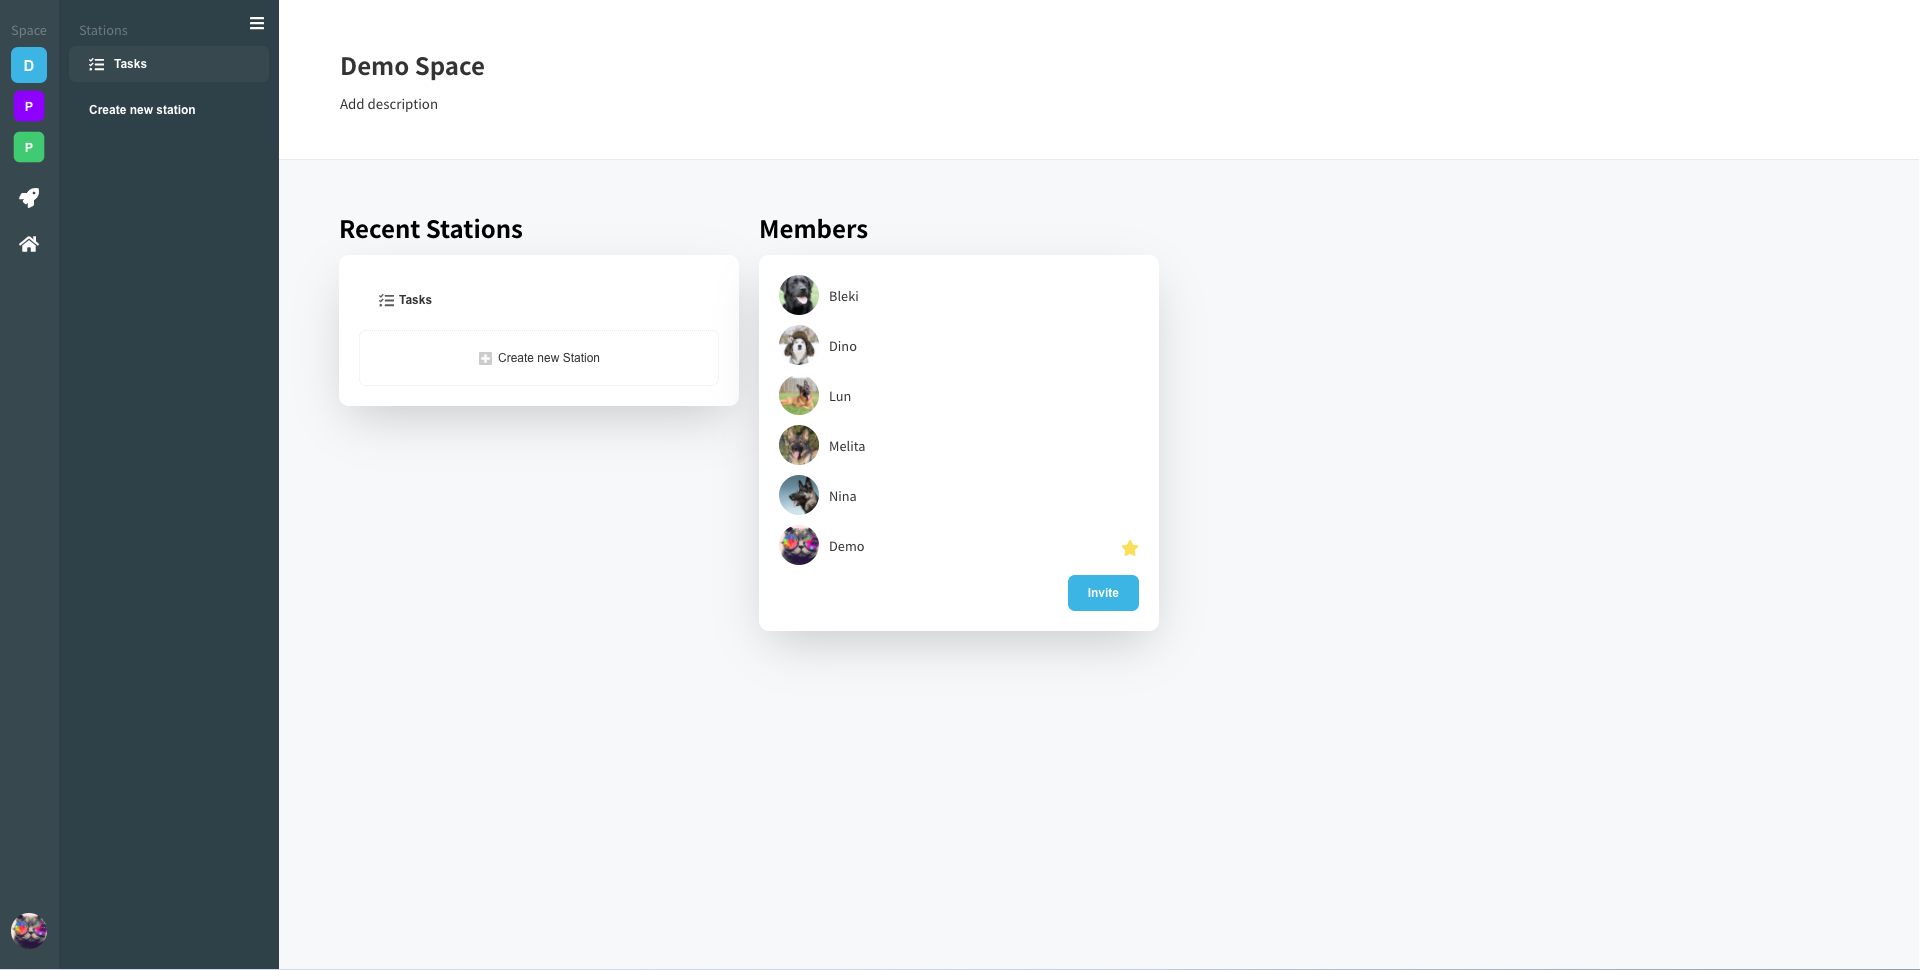 Space
D
P
P
Stations
Tasks
Create new station
Demo Space
Add description
Recent Stations
Tasks
Create new Station
Members
Bleki
Dino
Lun
Melita
Nina
Demo
Invite